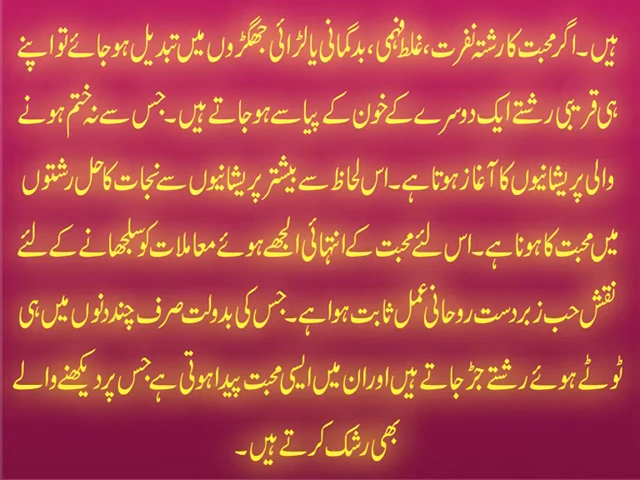 ہیں۔ اگر محبت کا رشتہ نفرت، غلط فہمی، بدگمانی یا لڑائی جھگڑوں میں تبدیل ہو جائے تو اپنے
ہی قریبی رشتے ایک دوسرے کے خون کے پیاسے ہو جاتے ہیں۔ جس سے نہ ختم ہونے
والی پریشانیوں کا آغاز ہوتا ہے۔ اس لحاظ سے بیشتر پریشانیوں سے نجات کا حل رشتوں
میں محبت کا ہونا ہے۔ اس لئے محبت کے انتہائی الجھے ہوئے معاملات کو سلجھانے کے لئے
نقش حب زبردست روحانی عمل ثابت ہوا ہے۔ جس کی بدولت صرف چند دنوں میں ہی
ٹوٹے ہوئے رشتے جڑ جاتے ہیں اور ان میں ایسی محبت پیدا ہوتی ہے جس پر دیکھنے والے
بھی رشک کرتے ہیں۔